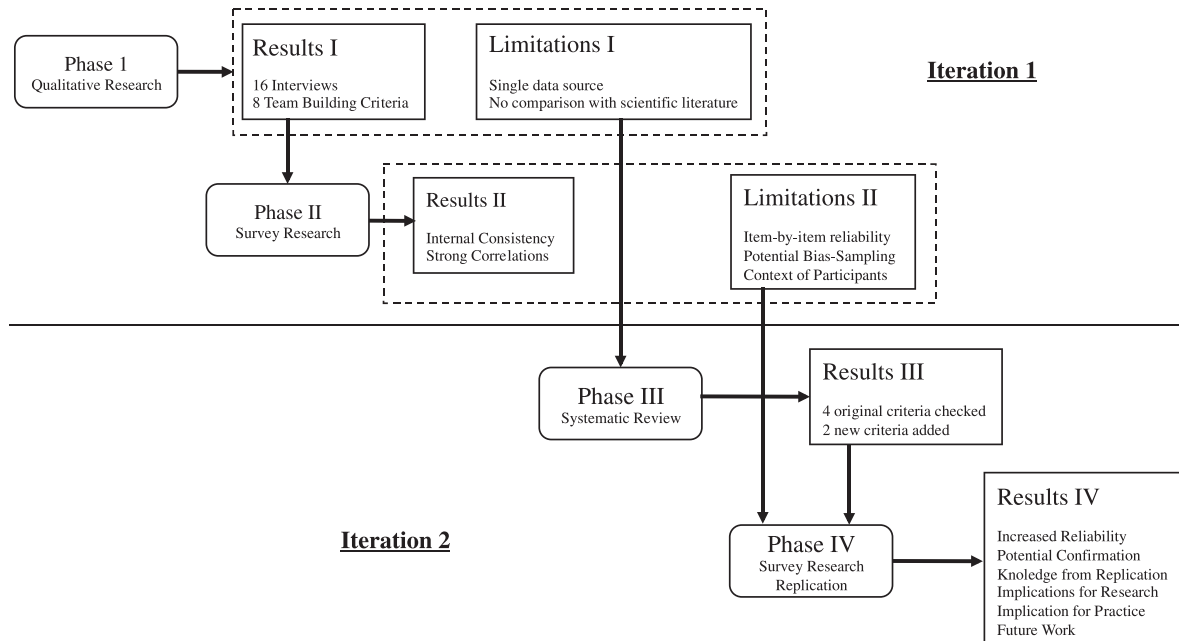 Phase 1
Qualitative Research
Results I
16 Interviews
8 Team Building Criteria
Limitations I
Single data source
No comparison with scientific literature
Iteration 1
Phase II
Survey Research
Results II
Internal Consistency
Strong Correlations
Limitations II
Item-by-item reliability
Potential Bias-Sampling
Context of Participants
Phase III
Systematic Review
Results III
4 original criteria checked
2 new criteria added
Iteration 2
Phase IV
Survey Research
Replication
Results IV
Increased Reliability
Potential Confirmation
Knoledge from Replication
Implications for Research
Implication for Practice
Future Work